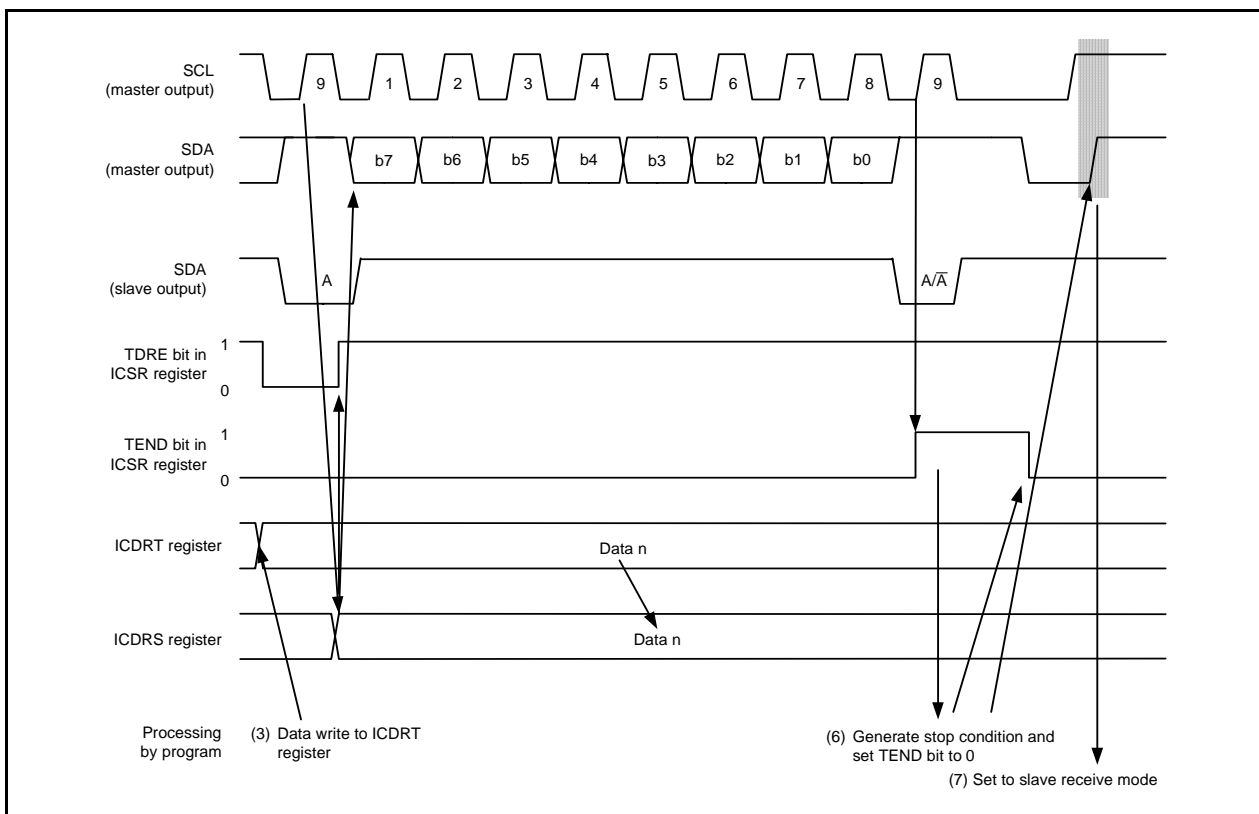 SCL
(master output)
9 1 2 3 4 5 6 7 8 9
SDA
(master output)
b7 b6 b5 b4 b3 b2 b1 b0
SDA
(slave output)
A A/A̅
TDRE bit in
ICSR register
1
0
TEND bit in
ICSR register
1
0
ICDRT register
Data n
ICDRS register
Data n
Processing
by program
(3) Data write to ICDRT
register
(6) Generate stop condition and
set TEND bit to 0
(7) Set to slave receive mode